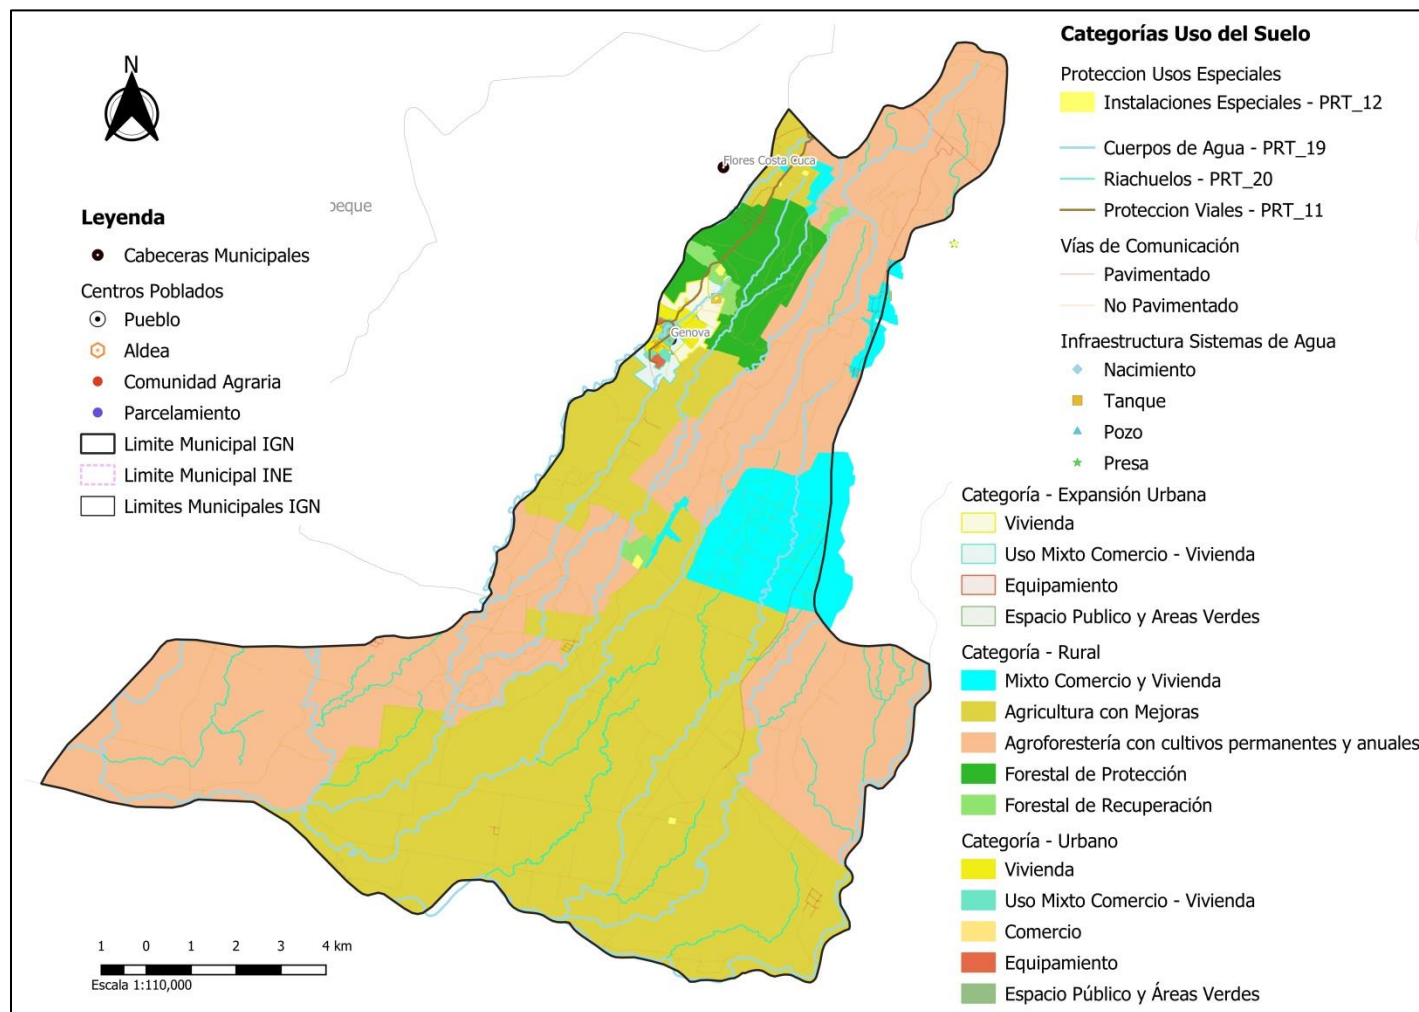 N
Flores Costa Cuca
peque
Genova
Leyenda
Cabeceras Municipales
Centros Poblados
Pueblo
Aldea
Comunidad Agraria
Parcelamiento
Limite Municipal IGN
Limite Municipal INE
Limites Municipales IGN
1 0 1 2 3 4 km
Escala 1:110,000
Categorías Uso del Suelo
Proteccion Usos Especiales
Instalaciones Especiales - PRT_12
Cuerpos de Agua - PRT_19
Riachuelos - PRT_20
Proteccion Viales - PRT_11
Vías de Comunicación
Pavimentado
No Pavimentado
Infraestructura Sistemas de Agua
Nacimiento
Tanque
Pozo
Presa
Categoría - Expansión Urbana
Vivienda
Uso Mixto Comercio - Vivienda
Equipamiento
Espacio Publico y Areas Verdes
Categoría - Rural
Mixto Comercio y Vivienda
Agricultura con Mejoras
Agroforestería con cultivos permanentes y anuales
Forestal de Protección
Forestal de Recuperación
Categoría - Urbano
Vivienda
Uso Mixto Comercio - Vivienda
Comercio
Equipamiento
Espacio Público y Áreas Verdes